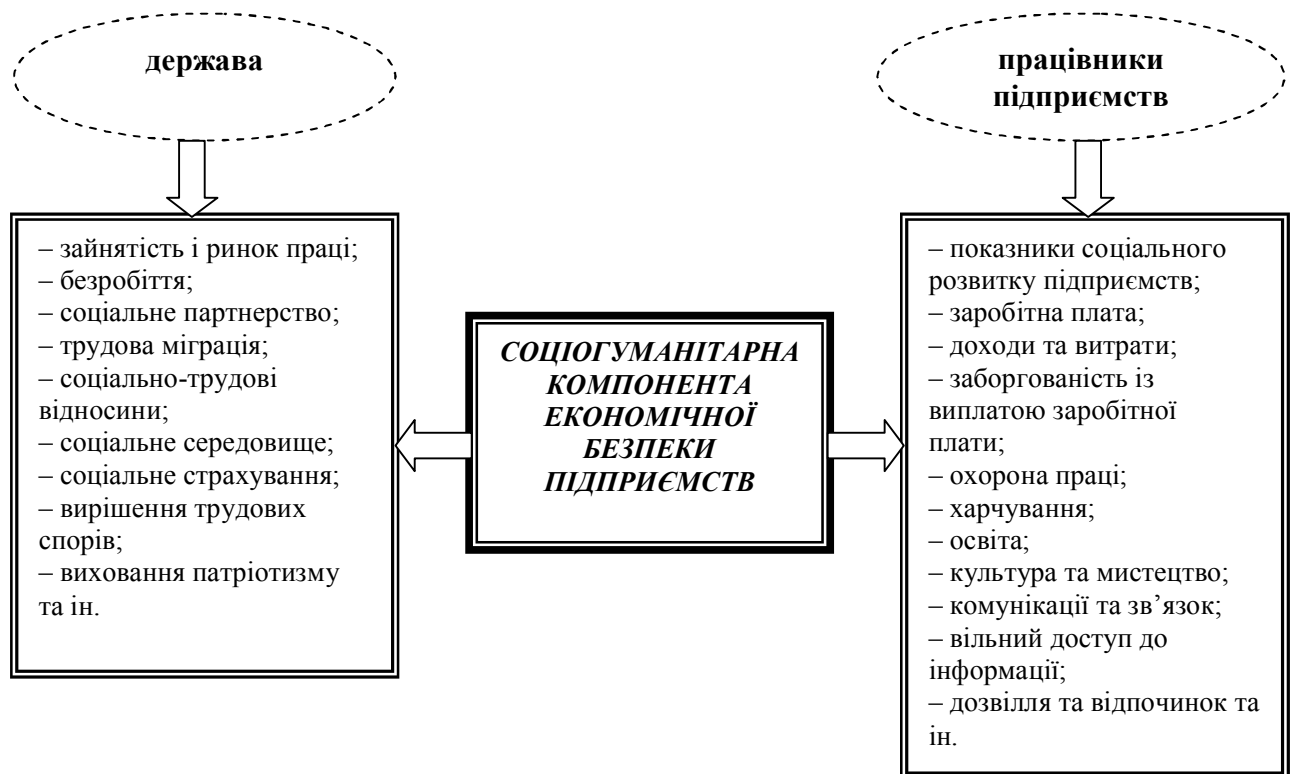 держава
– зайнятість і ринок праці;
– безробіття;
– соціальне партнерство;
– трудова міграція;
– соціально-трудові
відносини;
– соціальне середовище;
– соціальне страхування;
– вирішення трудових
спорів;
– виховання патріотизму
та ін.
СОЦІОГУМАНІТАРНА
КОМПОНЕНТА
ЕКОНОМІЧНОЇ
БЕЗПЕКИ
ПІДПРИЄМСТВ
працівники
підприємств
– показники соціального
розвитку підприємств;
– заробітна плата;
– доходи та витрати;
– заборгованість із
виплатою заробітної
плати;
– охорона праці;
– харчування;
– освіта;
– культура та мистецтво;
– комунікації та зв’язок;
– вільний доступ до
інформації;
– дозвілля та відпочинок та
ін.